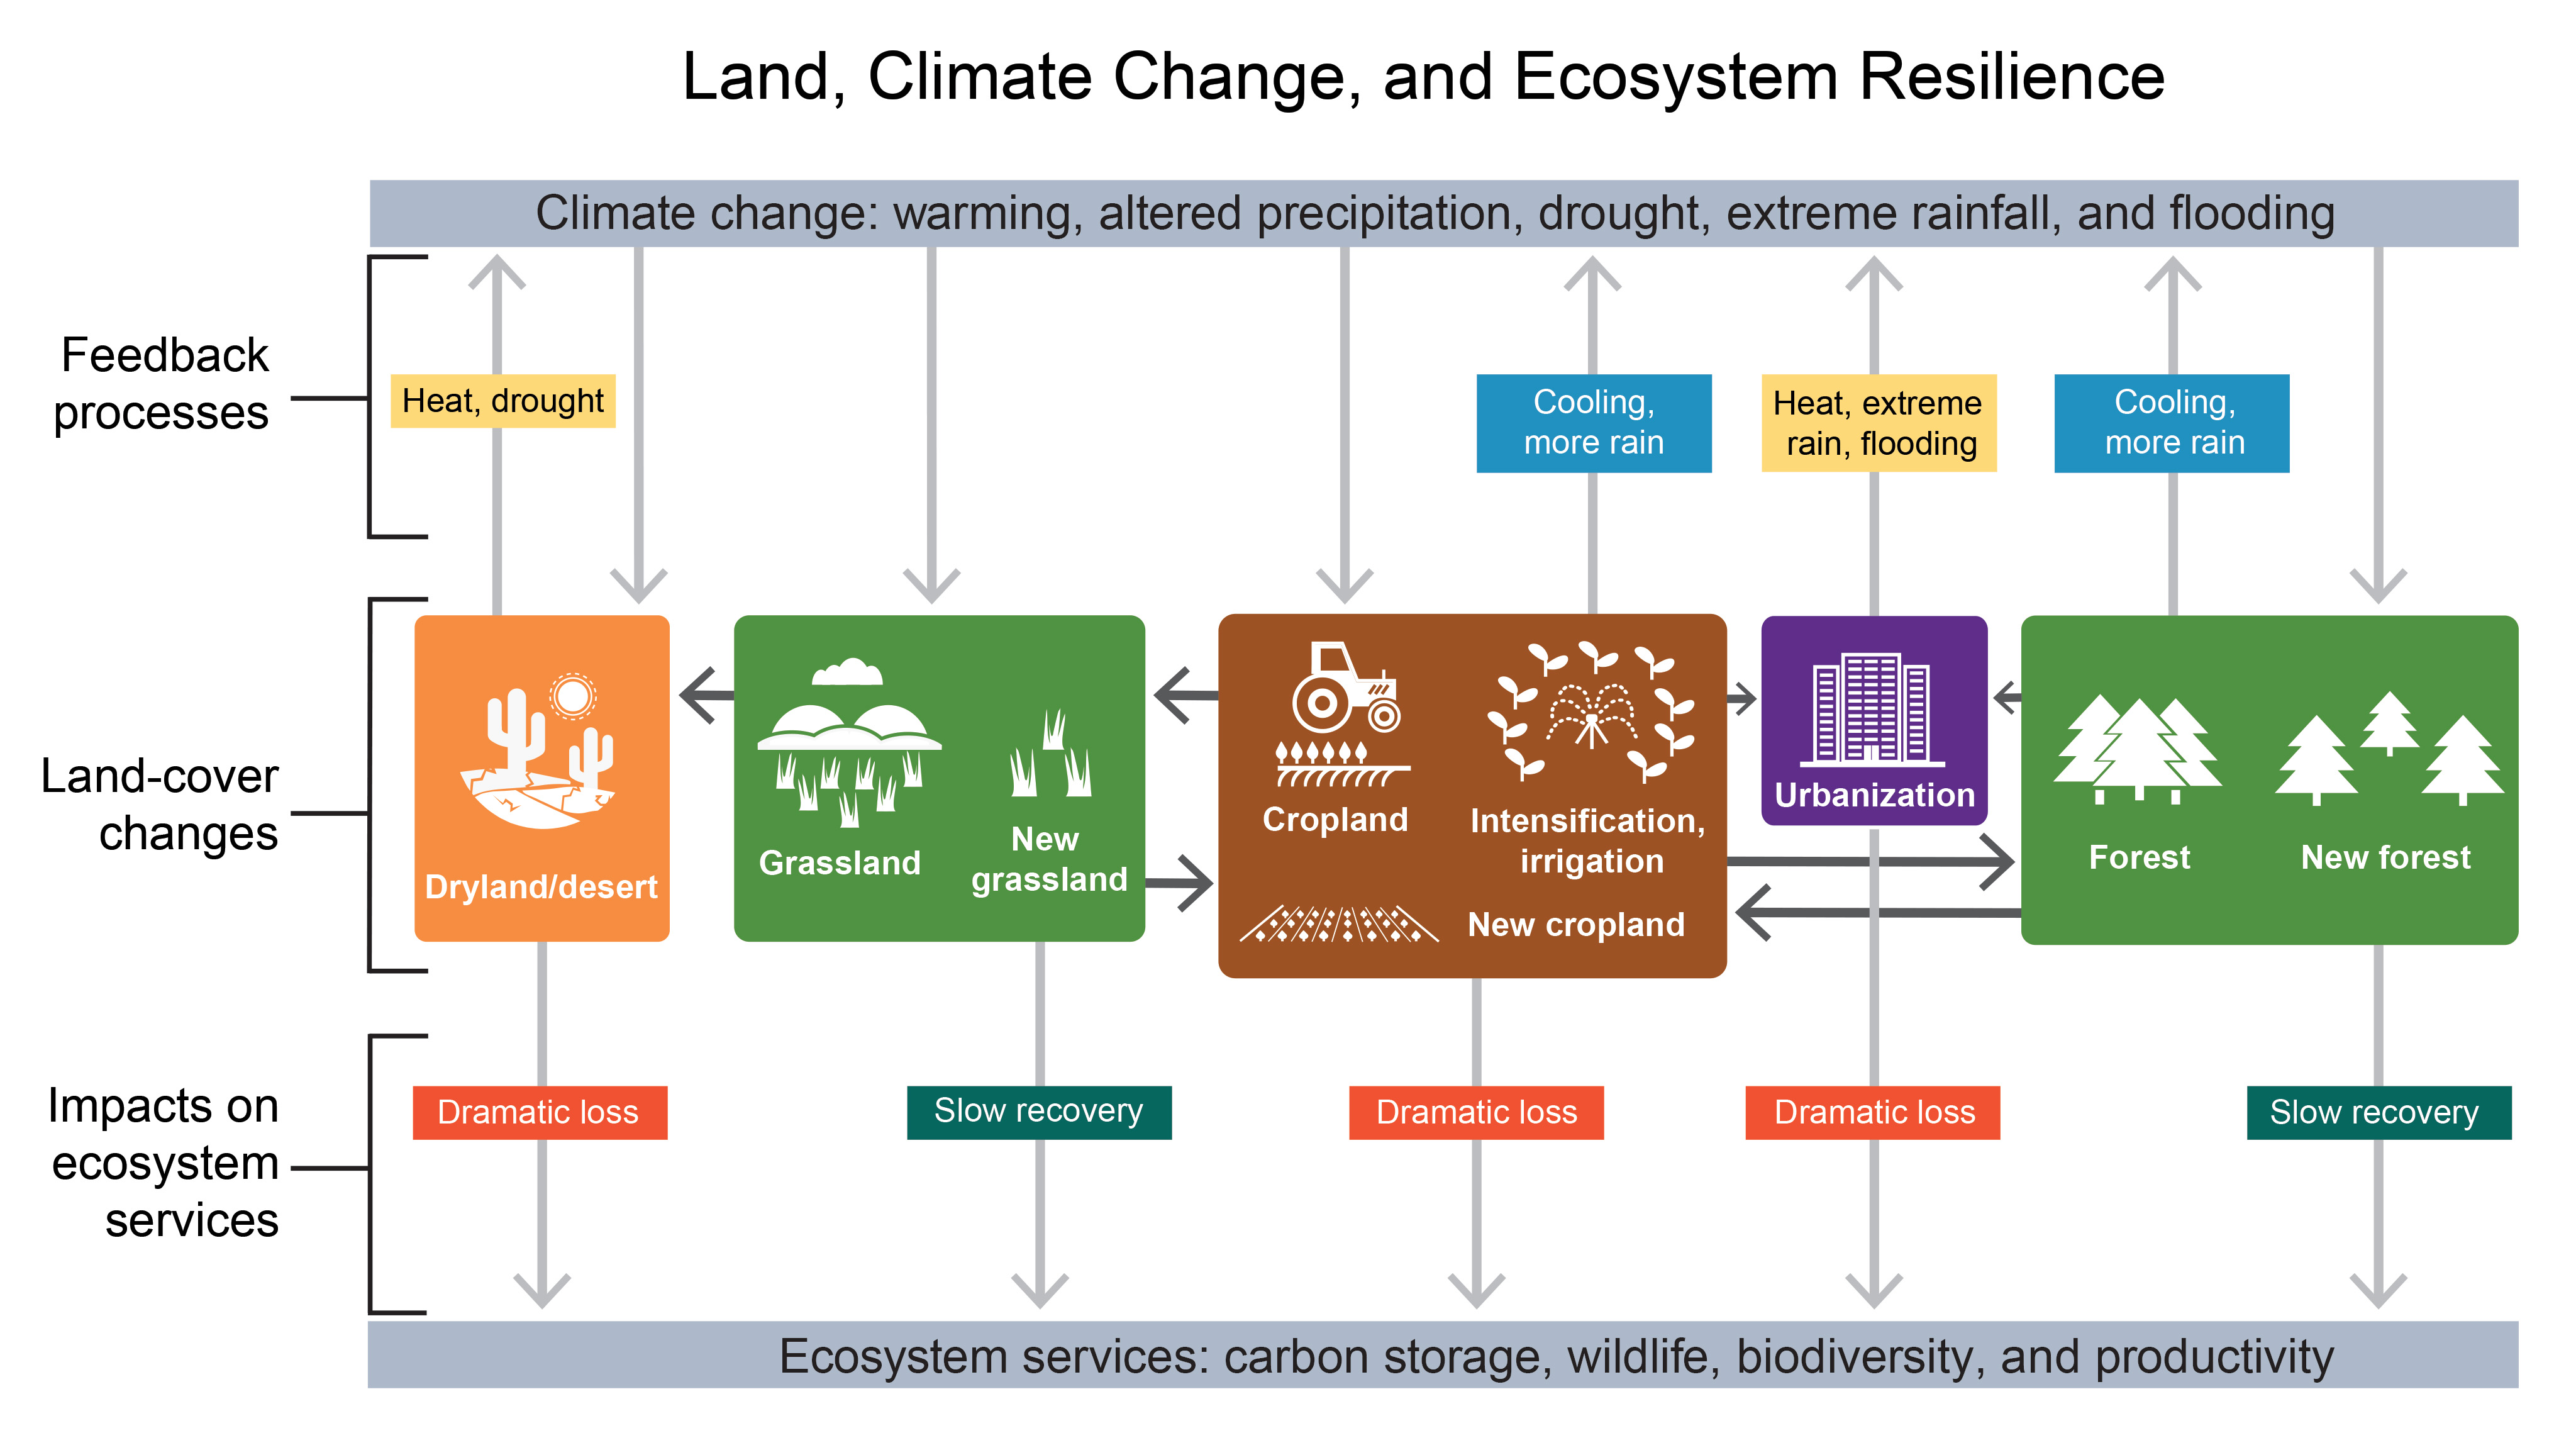 Land, Climate Change, and Ecosystem Resilience
Climate change: warming, altered precipitation, drought, extreme rainfall, and flooding
Feedback
processes
Heat, drought
Cooling,
more rain
Heat, extreme
rain, flooding
Cooling,
more rain
Land-cover
changes
Dryland/desert
Grassland
New
grassland
Cropland
Intensification,
irrigation
New cropland
Urbanization
Forest
New forest
Impacts on
ecosystem
services
Dramatic loss
Slow recovery
Dramatic loss
Dramatic loss
Slow recovery
Ecosystem services: carbon storage, wildlife, biodiversity, and productivity